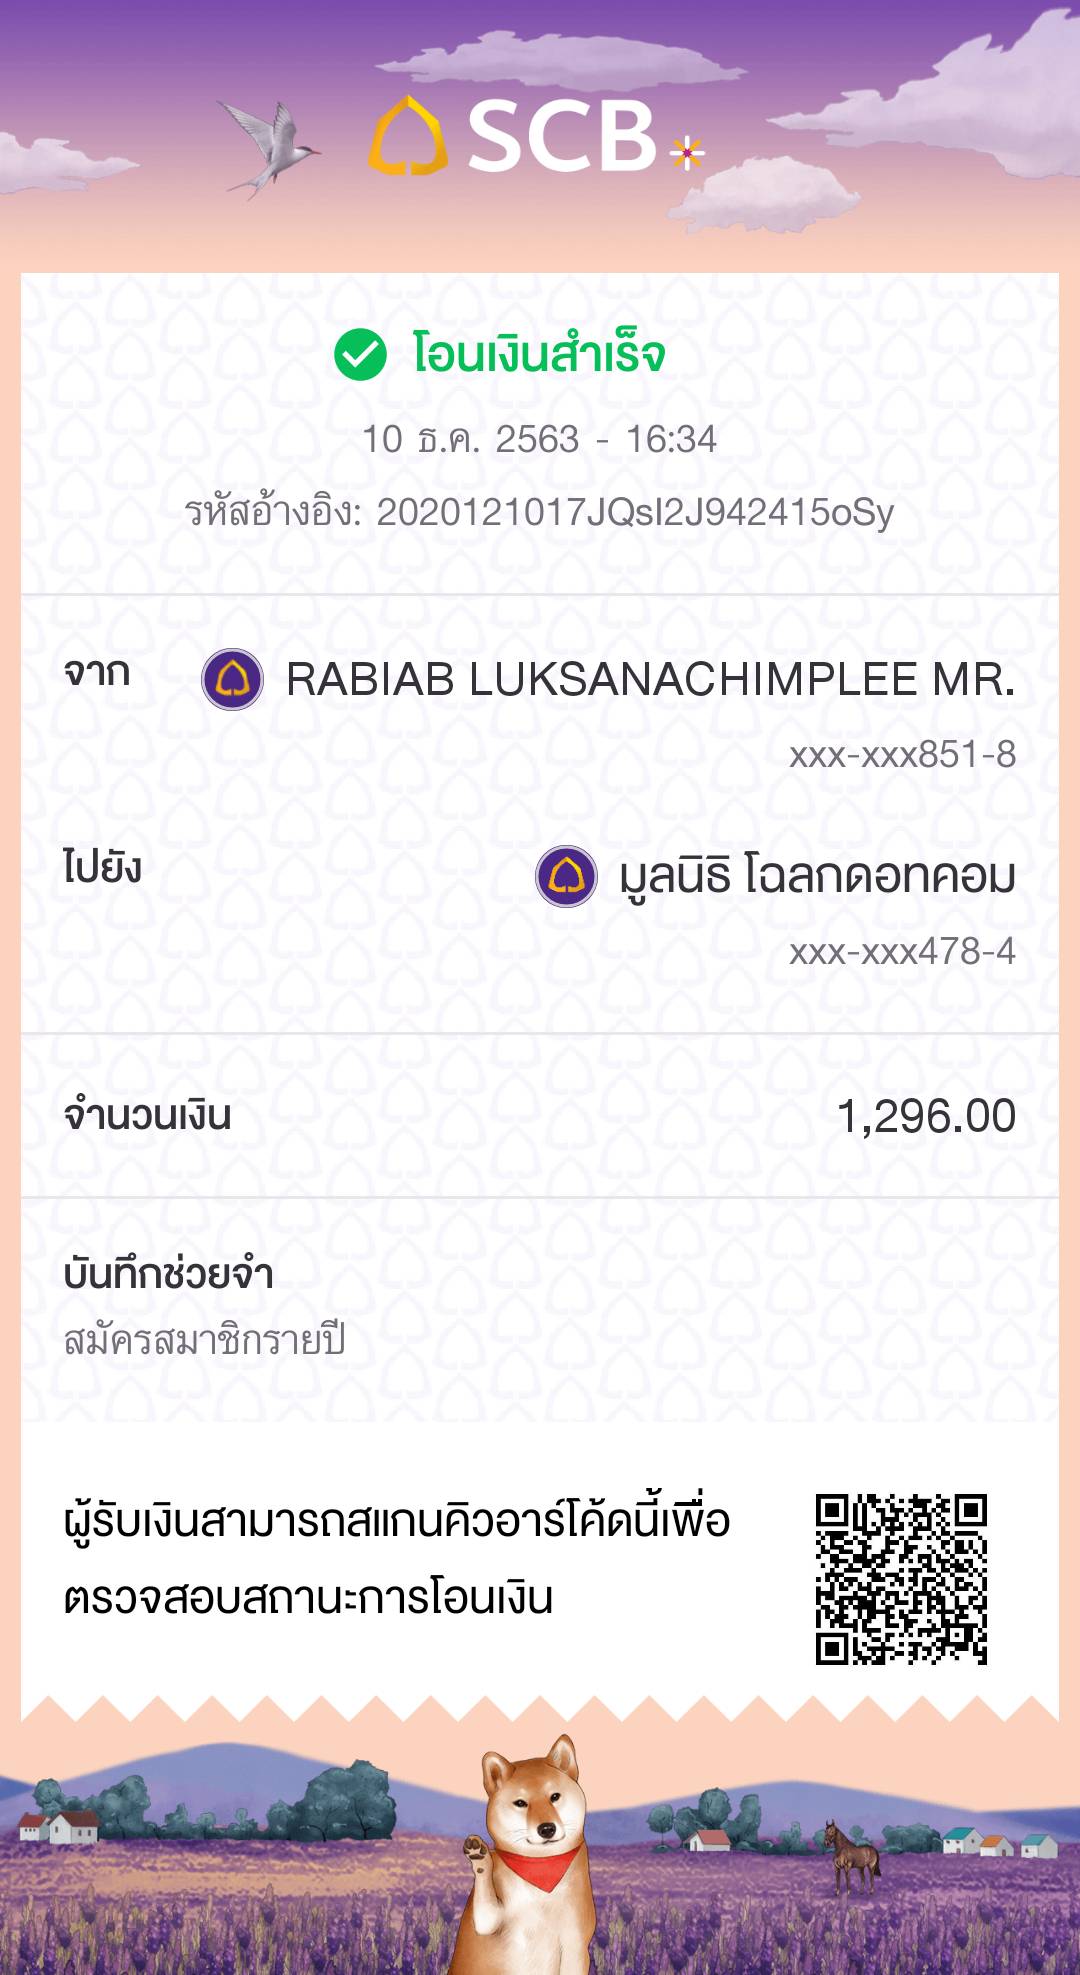 SCB
โอนเงินสำเร็จ
10 ธ.ค. 2563 - 16:34
รหัสอ้างอิง: 2020121017JQsI2J942415oSy
จาก RABIAB LUKSANACHIMPLEE MR.
xxx-xxx851-8
ไปยัง มูลนิธิ โฉลกดอทคอม
xxx-xxx478-4
จำนวนเงิน 1,296.00
บันทึกช่วยจำ
สมัครสมาชิกรายปี
ผู้รับเงินสามารถสแกนคิวอาร์โค้ดนี้เพื่อ
ตรวจสอบสถานะการโอนเงิน